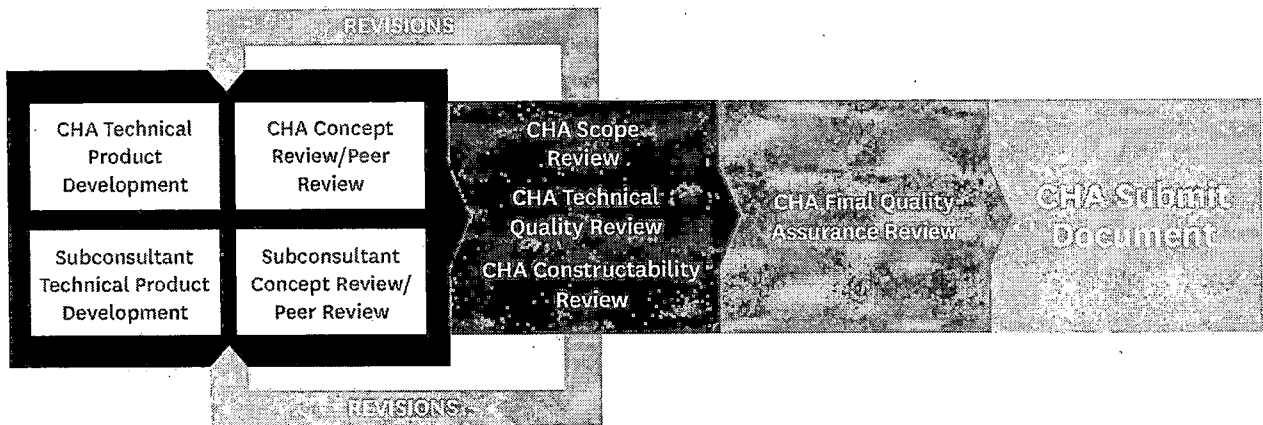 REVISIONS
CHA Technical
Product
Development
CHA Concept
Review/Peer
Review
Subconsultant
Technical Product
Development
Subconsultant
Concept Review/
Peer Review
CHA Scope
Review
CHA Technical
Quality Review
CHA Constructability
Review
CHA Final Quality
Assurance Review
CHA Submit
Document
REVISIONS